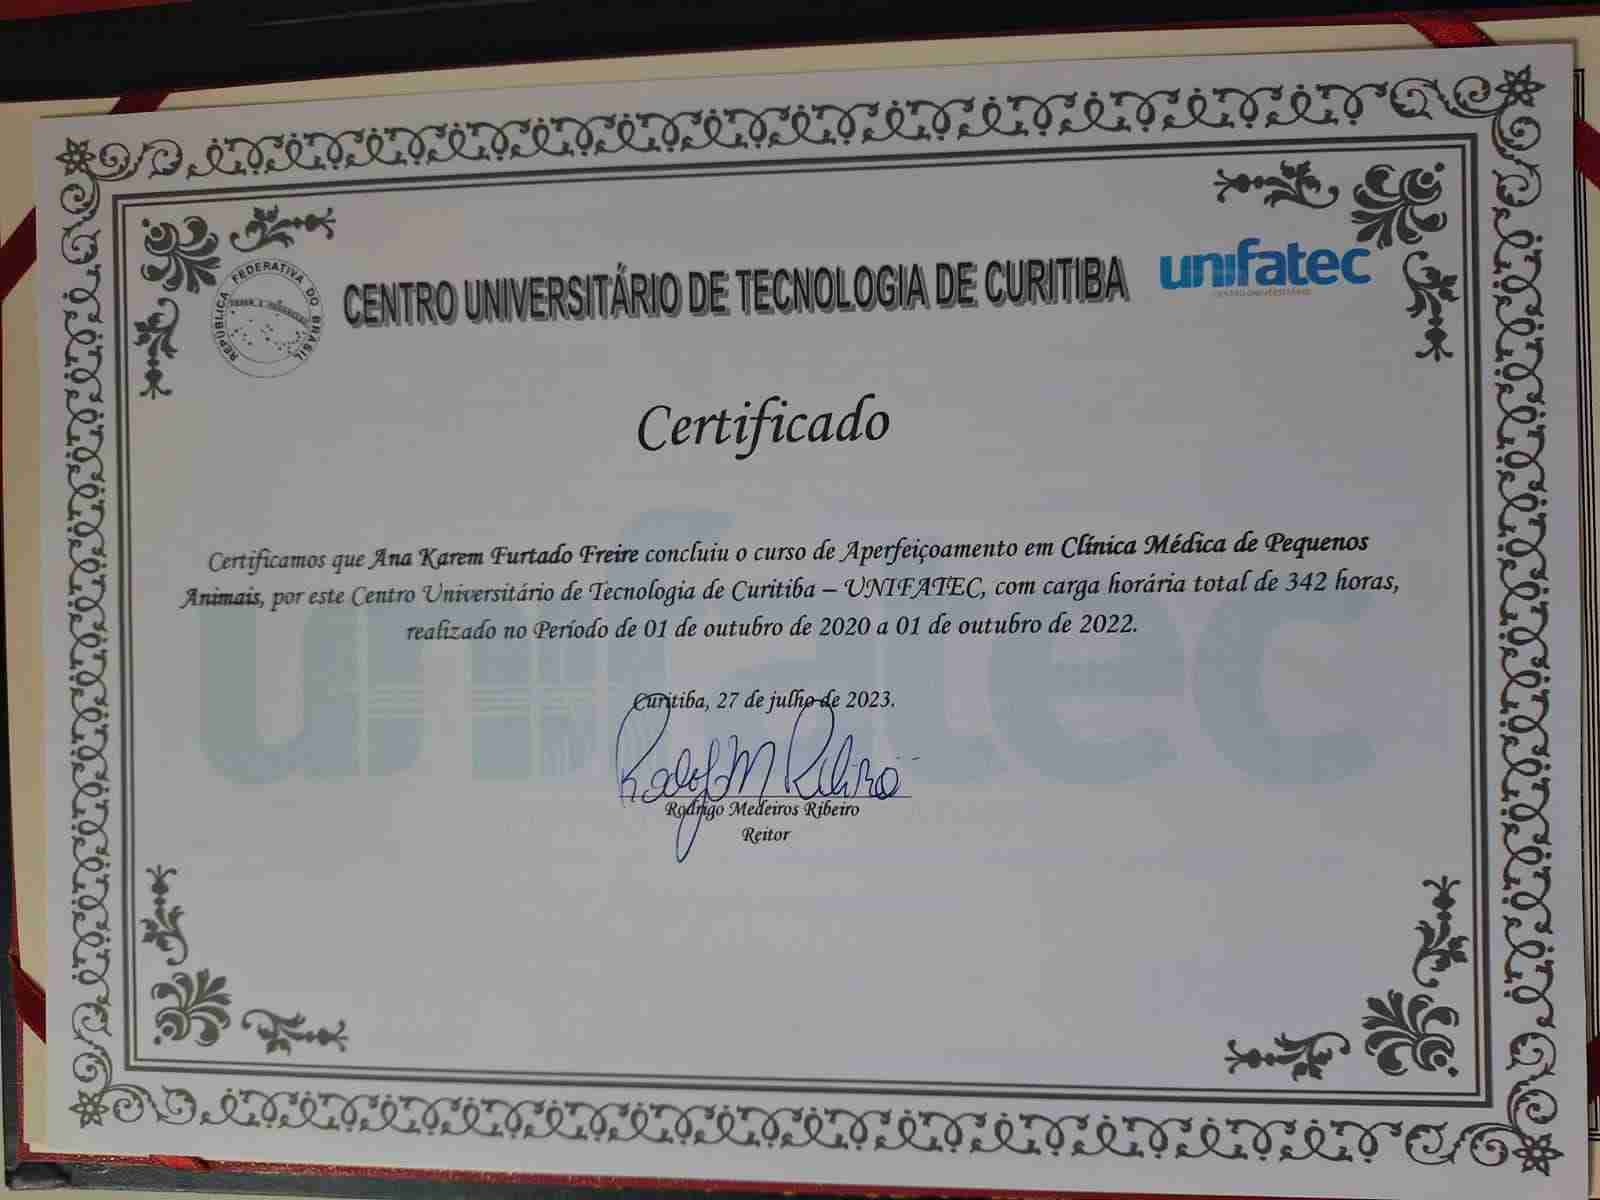 REPÚBLICA FEDERATIVA DO BRASIL
CENTRO UNIVERSITÁRIO DE TECNOLOGIA DE CURITIBA
unifatec
CENTRO UNIVERSITÁRIO
Certificado
Certificamos que Ana Karem Furtado Freire concluiu o curso de Aperfeiçoamento em Clínica Médica de Pequenos
Animais, por este Centro Universitário de Tecnologia de Curitiba – UNIFATEC, com carga horária total de 342 horas,
realizado no Período de 01 de outubro de 2020 a 01 de outubro de 2022.
unifatec
Curitiba, 27 de julho de 2023.
Rodrigo Medeiros Ribeiro
Reitor